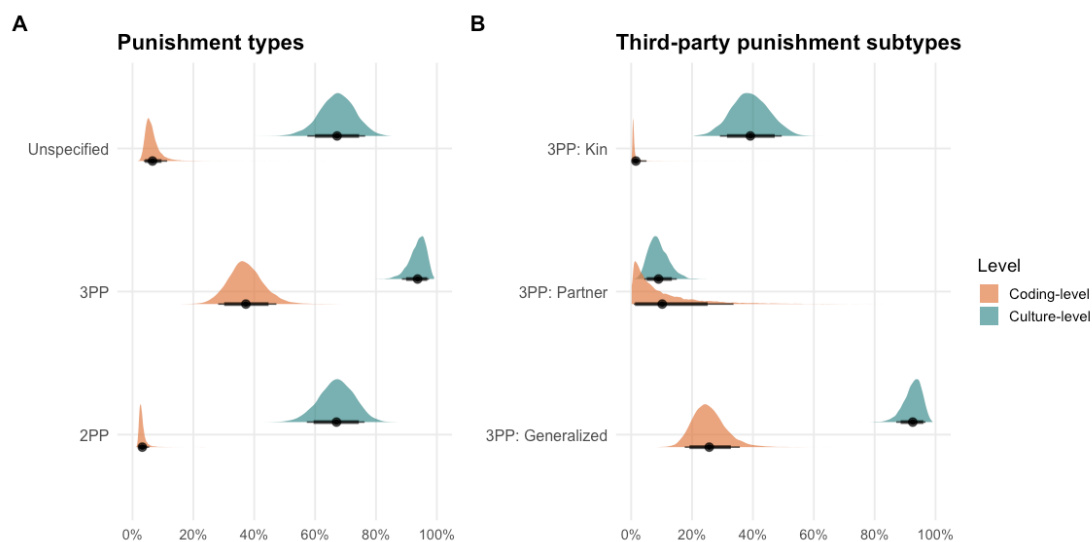 A
Punishment types
Unspecified
3PP
2PP
0%
20%
40%
60%
80%
100%
B
Third-party punishment subtypes
3PP: Kin
3PP: Partner
3PP: Generalized
0%
20%
40%
60%
80%
100%
Level
Coding-level
Culture-level